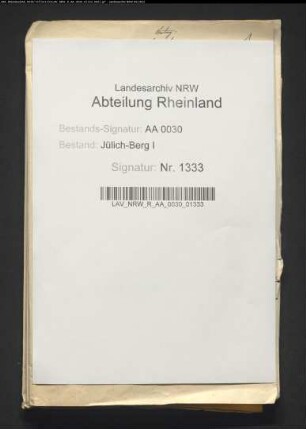 Landesarchiv NRW
Abteilung Rheinland
Bestands-Signatur: AA 0030
Bestand: Jülich-Berg I
Signatur: Nr. 1333
LAV_NRW_R_AA_0030_01333